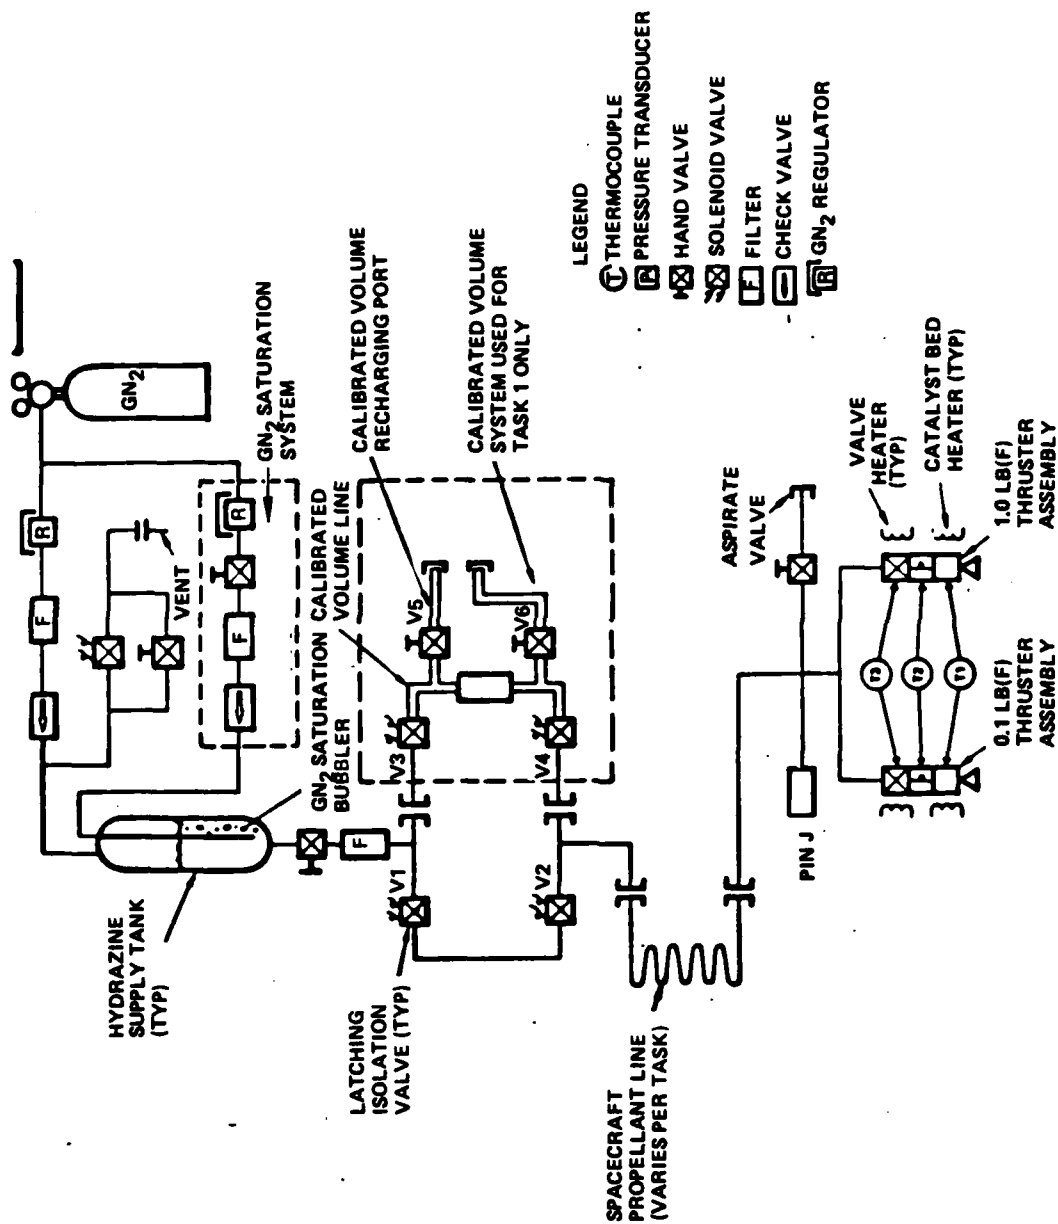 GN2
GN2 SATURATION
SYSTEM
R
F
VENT
R
F
GN2 SATURATION
BUBBLER
CALIBRATED
VOLUME LINE
CALIBRATED VOLUME
RECHARGING PORT
CALIBRATED VOLUME
SYSTEM USED FOR
TASK 1 ONLY
HYDRAZINE
SUPPLY TANK
(TYP)
F
V1
V2
V3
V4
V5
V6
LATCHING
ISOLATION
VALVE (TYP)
SPACECRAFT
PROPELLANT LINE
(VARIES PER TASK)
LEGEND
T THERMOCOUPLE
P PRESSURE TRANSDUCER
HAND VALVE
SOLENOID VALVE
F FILTER
CHECK VALVE
R GN2 REGULATOR
ASPIRATE
VALVE
PIN J
VALVE
HEATER
(TYP)
CATALYST BED
HEATER (TYP)
T3
T2
T1
0.1 LB(F)
THRUSTER
ASSEMBLY
1.0 LB(F)
THRUSTER
ASSEMBLY